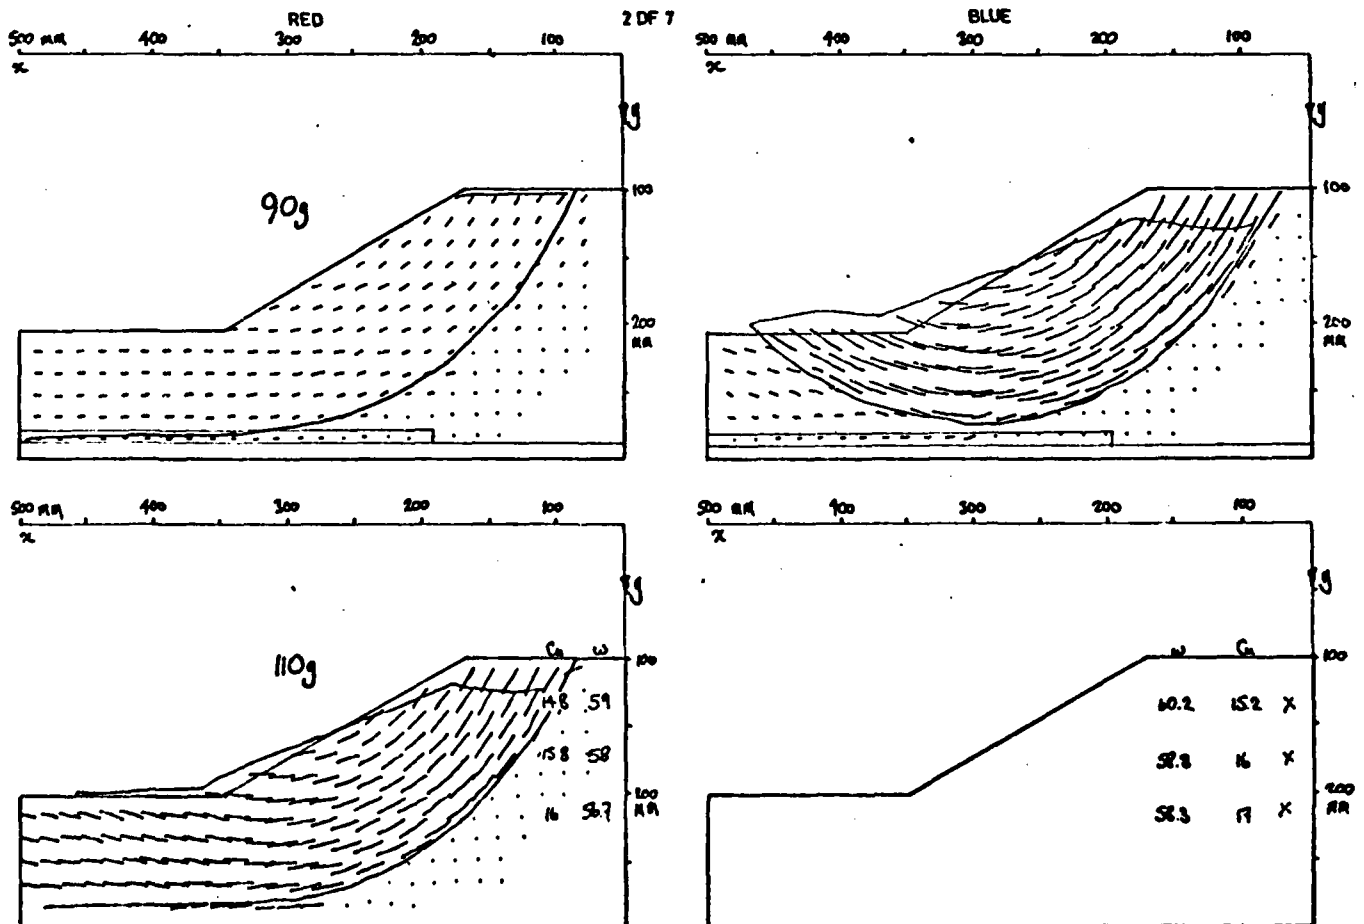 RED 2 OF 7 BLUE
500 MM 400 300 200 100 500 MM 400 300 200 100
x x
y y
100 100
90g
200 200
MM MM
500 MM 400 300 200 100 500 MM 400 300 200 100
x x
y y
Cu ω ω Cu
100 100
110g
14.8 59 60.2 15.2 X
15.8 58 58.8 16 X
200 200
MM MM
16 56.7 58.3 17 X